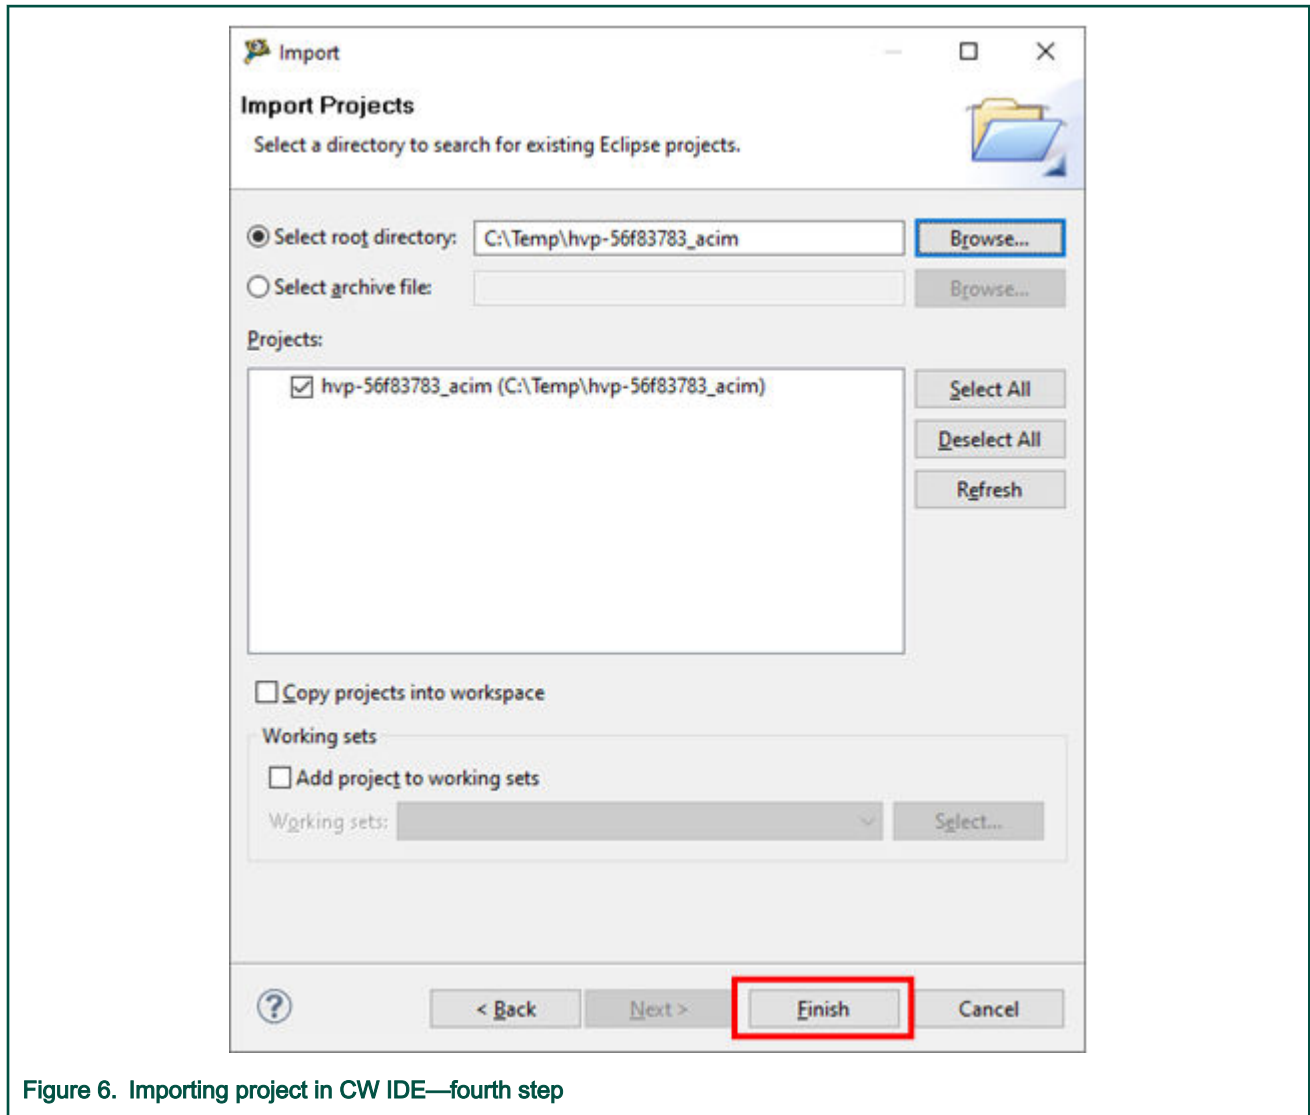 Import
Import Projects
Select a directory to search for existing Eclipse projects.
Select root directory: C:\Temp\hvp-56f83783_acim Browse...
Select archive file: Browse...
Projects:
hvp-56f83783_acim (C:\Temp\hvp-56f83783_acim)
Select All
Deselect All
Refresh
Copy projects into workspace
Working sets
Add project to working sets
Working sets: Select...
? < Back Next > Finish Cancel
Figure 6. Importing project in CW IDE—fourth step